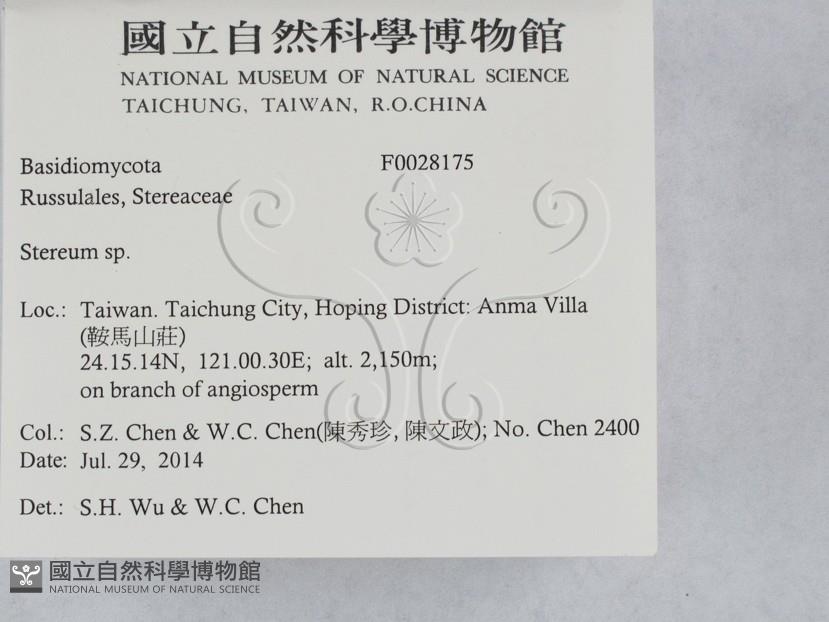 國立自然科學博物館
NATIONAL MUSEUM OF NATURAL SCIENCE
TAICHUNG, TAIWAN, R.O.CHINA
Basidiomycota F0028175
Russulales, Stereaceae
Stereum sp.
Loc.: Taiwan. Taichung City, Hoping District: Anma Villa
(鞍馬山莊)
24.15.14N, 121.00.30E; alt. 2,150m;
on branch of angiosperm
Col.: S.Z. Chen & W.C. Chen(陳秀珍, 陳文政); No. Chen 2400
Date: Jul. 29, 2014
Det.: S.H. Wu & W.C. Chen
國立自然科學博物館
NATIONAL MUSEUM OF NATURAL SCIENCE